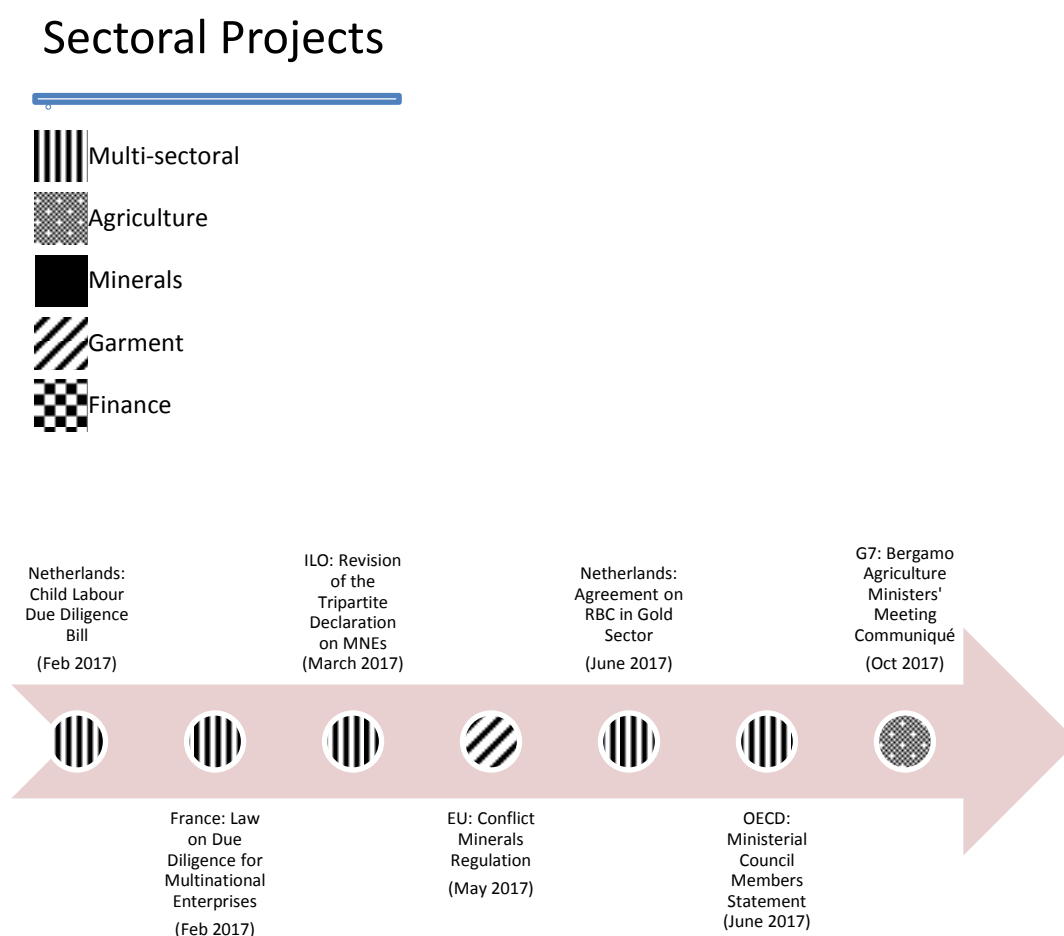 Sectoral Projects
Multi-sectoral
Agriculture
Minerals
Garment
Finance
Netherlands:
Child Labour
Due Diligence
Bill
(Feb 2017)
France: Law
on Due
Diligence for
Multinational
Enterprises
(Feb 2017)
ILO: Revision
of the
Tripartite
Declaration
on MNEs
(March 2017)
EU: Conflict
Minerals
Regulation
(May 2017)
Netherlands:
Agreement on
RBC in Gold
Sector
(June 2017)
OECD:
Ministerial
Council
Members
Statement
(June 2017)
G7: Bergamo
Agriculture
Ministers'
Meeting
Communiqué
(Oct 2017)